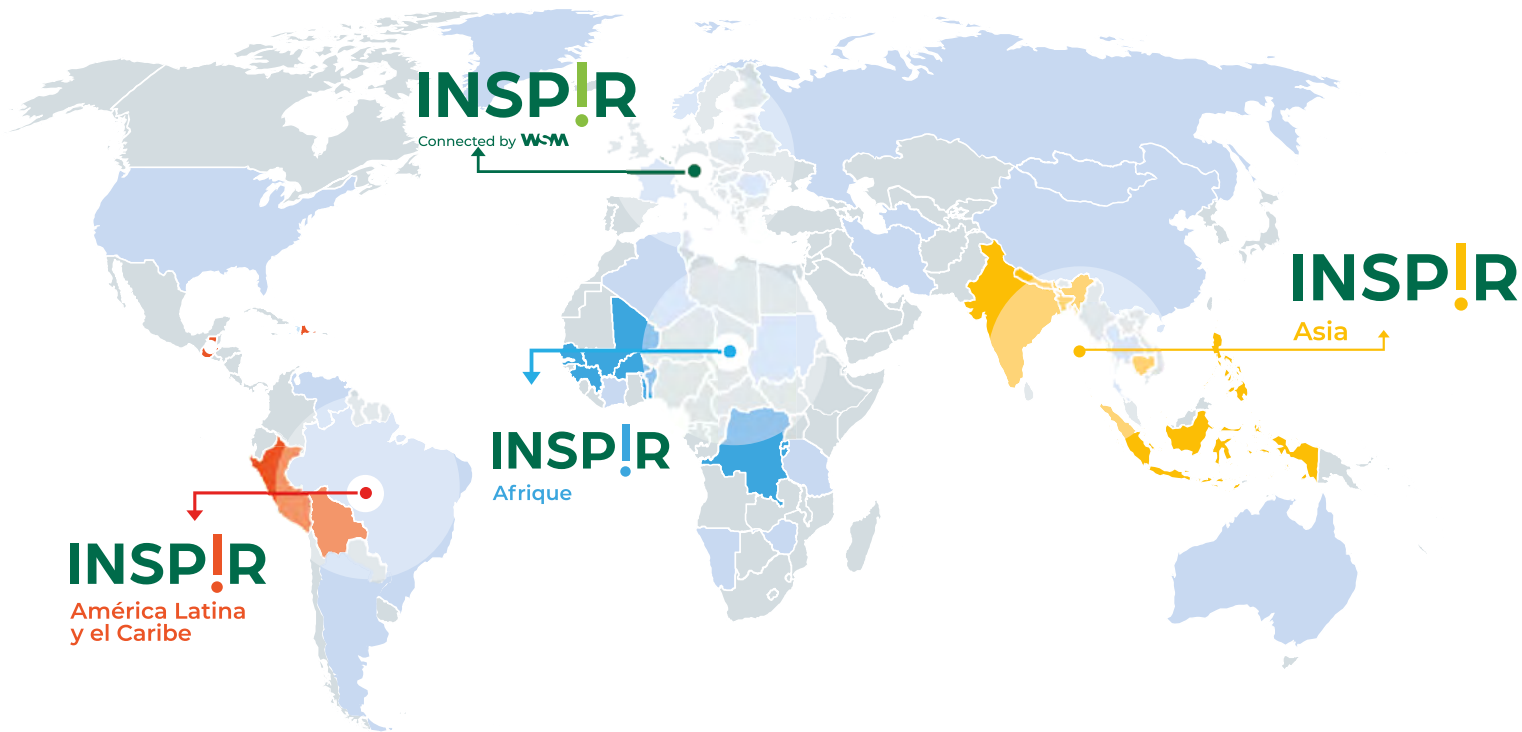 INSP!R
Connected by WSM
INSP!R
Asia
INSP!R
Afrique
INSP!R
América Latina
y el Caribe